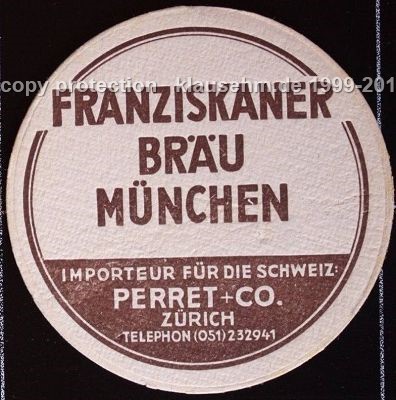 copy protection - klausehm.de 1999-201
FRANZISKANER
BRÄU
MÜNCHEN
IMPORTEUR FÜR DIE SCHWEIZ:
PERRET+CO.
ZÜRICH
TELEPHON (051) 232941